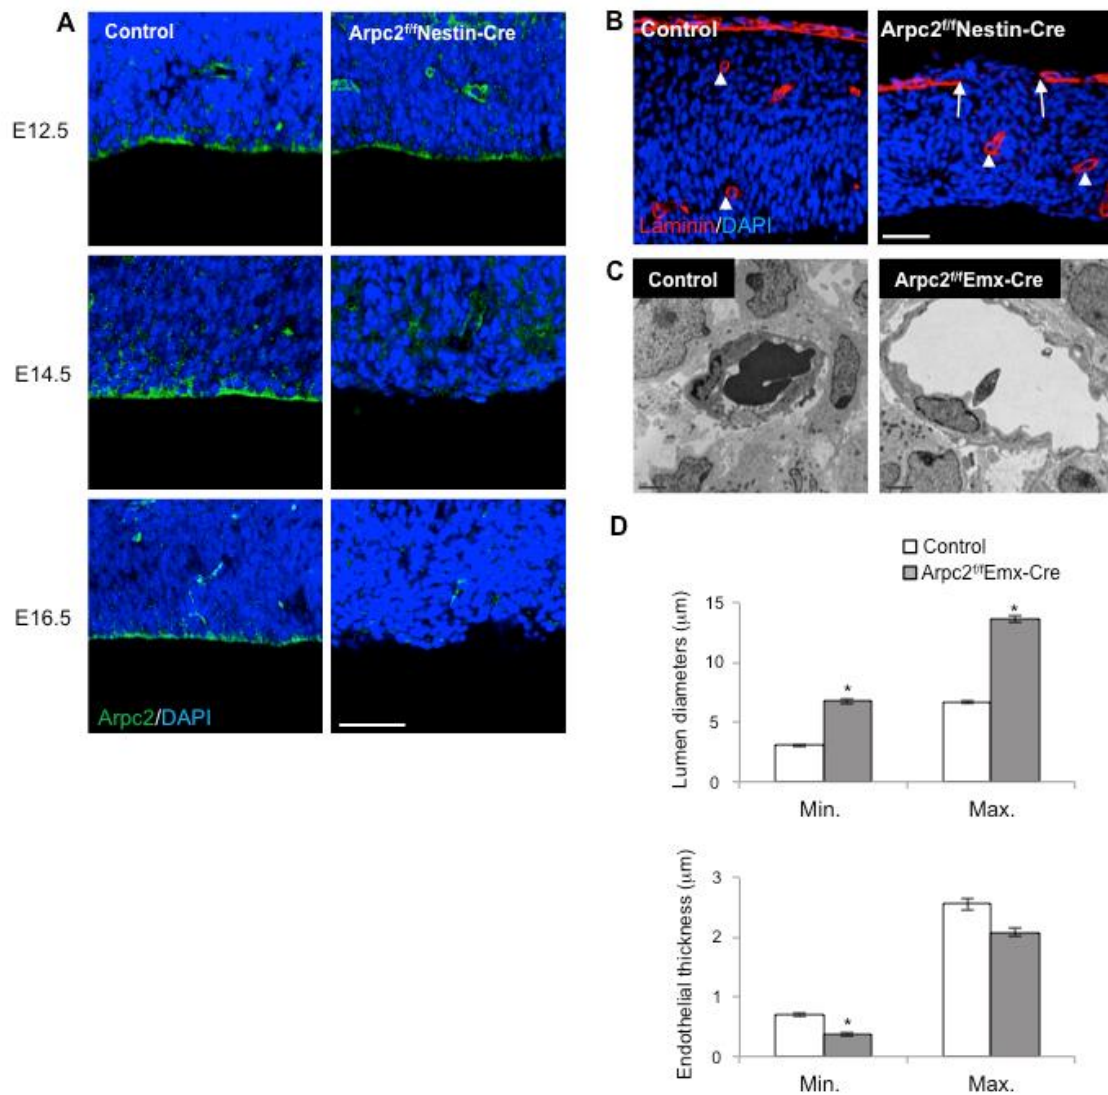 A
Control
Arpc2f/fNestin-Cre
E12.5
E14.5
E16.5
Arpc2/DAPI
B
Control
Arpc2f/fNestin-Cre
Laminin/DAPI
C
Control
Arpc2f/fEmx-Cre
D
Control
Arpc2f/fEmx-Cre
Lumen diameters (μm)
15
10
5
0
*
*
Min.
Max.
Endothelial thickness (μm)
3
2
1
0
*
Min.
Max.